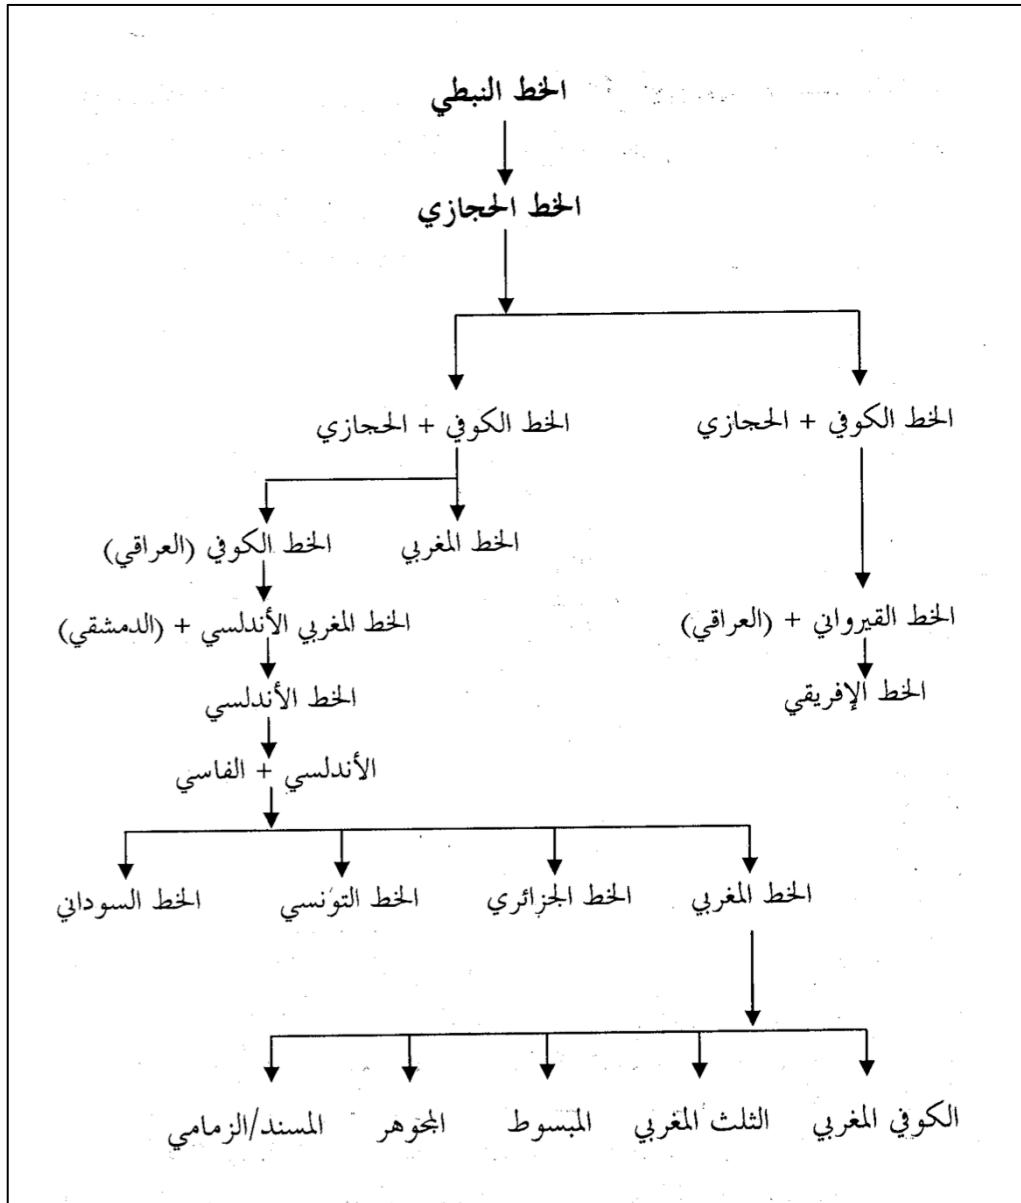 الخط النبطي
الخط الحجازي
الخط الكوفي + الحجازي
الخط الكوفي + الحجازي
الخط المغربي
الخط الكوفي (العراقي)
الخط القيرواني + (العراقي)
الخط المغربي الأندلسي + (الدمشقي)
الخط الإفريقي
الخط الأندلسي
الأندلسي + الفاسي
الخط المغربي
الخط الجزائري
الخط التونسي
الخط السوداني
الكوفي المغربي
الثلث المغربي
المبسوط
المجوهر
المسند/الزمامي